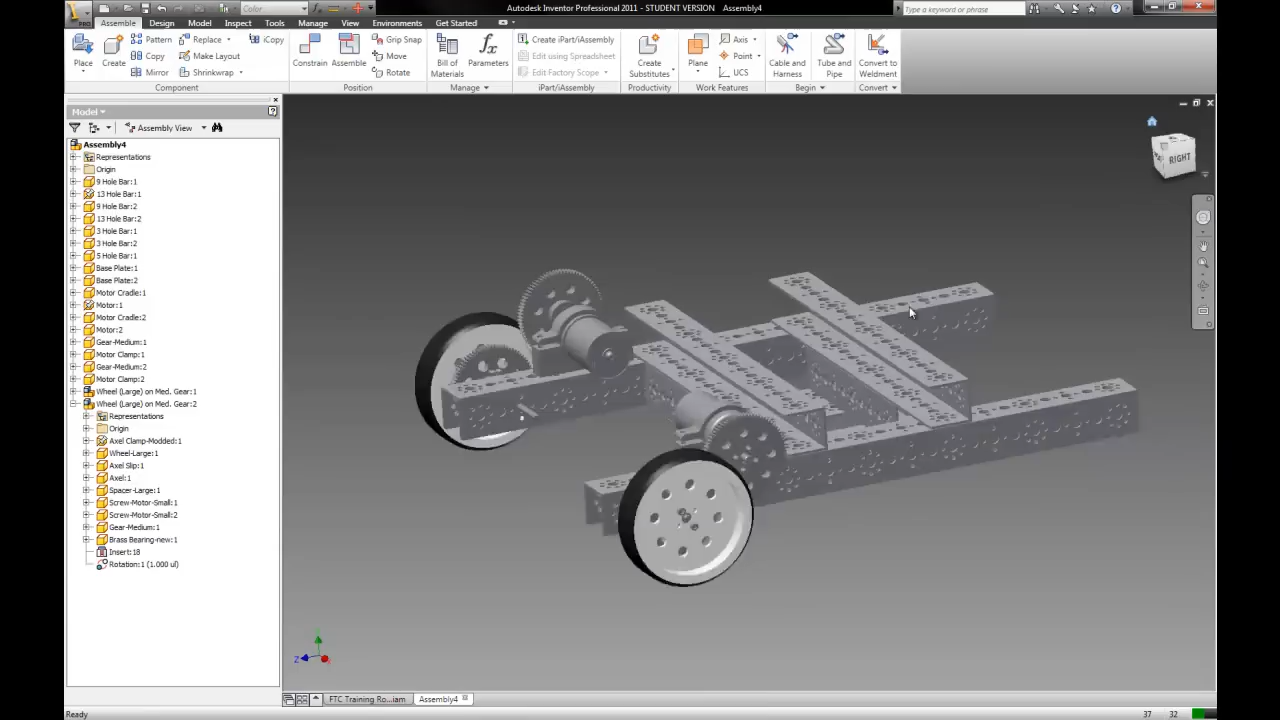 PRO
Color
Autodesk Inventor Professional 2011 - STUDENT VERSION   Assembly4
Type a keyword or phrase
Assemble Design Model Inspect Tools Manage View Environments Get Started
Place
Create
Pattern
Copy
Mirror
Replace
Make Layout
Shrinkwrap
iCopy
Component
Constrain
Assemble
Grip Snap
Move
Rotate
Position
Bill of
Materials
Parameters
Manage
Create iPart/iAssembly
Edit using Spreadsheet
Edit Factory Scope
iPart/iAssembly
Create
Substitutes
Productivity
Plane
Axis
Point
UCS
Work Features
Cable and
Harness
Tube and
Pipe
Begin
Convert to
Weldment
Convert
Model
Assembly View
Assembly4
Representations
Origin
9 Hole Bar:1
13 Hole Bar:1
9 Hole Bar:2
13 Hole Bar:2
3 Hole Bar:1
3 Hole Bar:2
5 Hole Bar:1
Base Plate:1
Base Plate:2
Motor Cradle:1
Motor:1
Motor Cradle:2
Motor:2
Gear-Medium:1
Motor Clamp:1
Gear-Medium:2
Motor Clamp:2
Wheel (Large) on Med. Gear:1
Wheel (Large) on Med. Gear:2
Representations
Origin
Axel Clamp-Modded:1
Wheel-Large:1
Axel Slip:1
Axel:1
Spacer-Large:1
Screw-Motor-Small:1
Screw-Motor-Small:2
Gear-Medium:1
Brass Bearing-new:1
Insert:18
Rotation:1 (1.000 ul)
RIGHT
Z
FTC Training Ro...iam
Assembly4
Ready
37 32